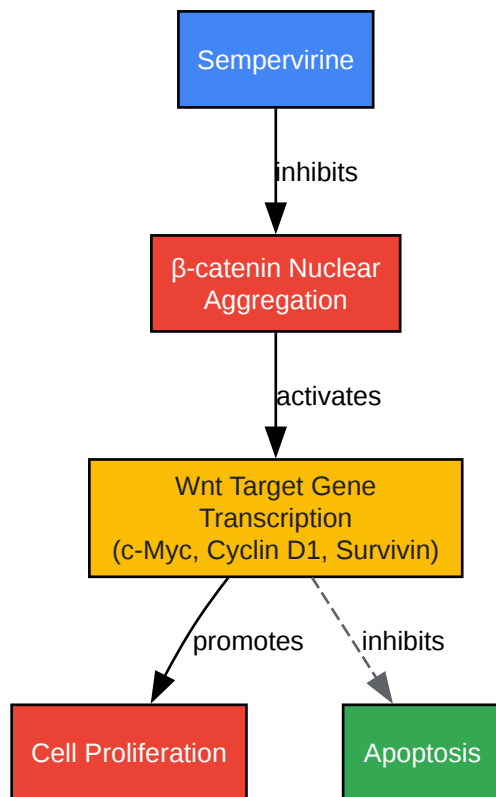 Sempervirine
inhibits
β-catenin Nuclear
Aggregation
activates
Wnt Target Gene
Transcription
(c-Myc, Cyclin D1, Survivin)
promotes
inhibits
Cell Proliferation
Apoptosis